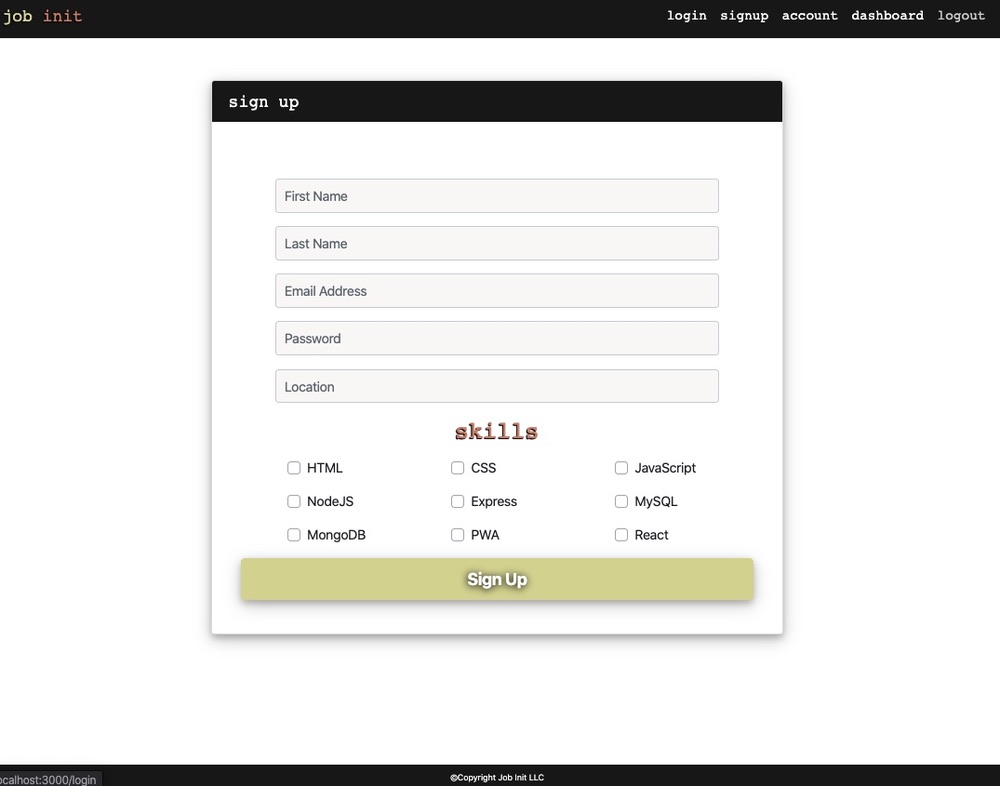 job init
login signup account dashboard logout
sign up
First Name
Last Name
Email Address
Password
Location
skills
HTML CSS JavaScript
NodeJS Express MySQL
MongoDB PWA React
Sign Up
ocalhost:3000/login
©Copyright Job Init LLC